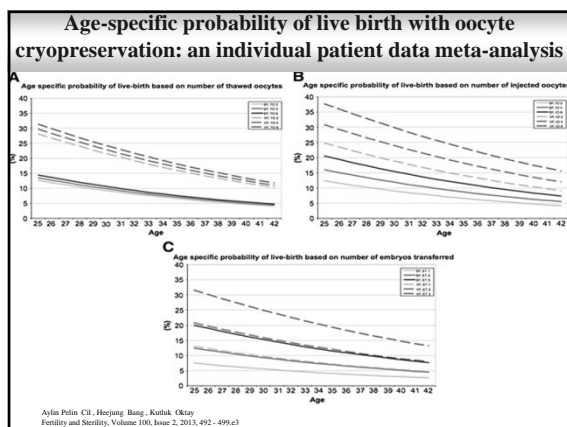 Age-specific probability of live birth with oocyte
cryopreservation: an individual patient data meta-analysis
A
Age specific probability of live-birth based on number of thawed oocytes
40
35
30
25
20
15
10
5
0
(%)
25 26 27 28 29 30 31 32 33 34 35 36 37 38 39 40 41 42
Age
B
Age specific probability of live-birth based on number of injected oocytes
40
35
30
25
20
15
10
5
0
(%)
25 26 27 28 29 30 31 32 33 34 35 36 37 38 39 40 41 42
Age
C
Age specific probability of live-birth based on number of embryos transferred
40
35
30
25
20
15
10
5
0
(%)
25 26 27 28 29 30 31 32 33 34 35 36 37 38 39 40 41 42
Age
Aylin Pelin Cil , Heejung Bang , Kutluk Oktay
Fertility and Sterility, Volume 100, Issue 2, 2013, 492 - 499.e3